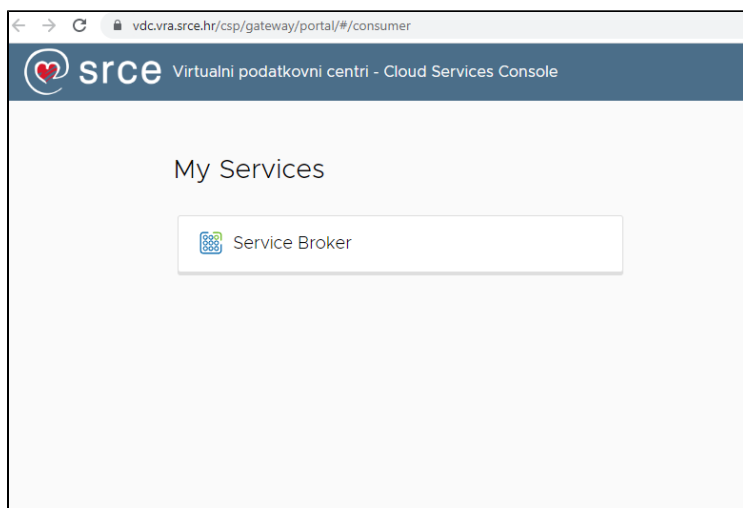 vdc.vra.srce.hr/csp/gateway/portal/#/consumer
srce Virtualni podatkovni centri - Cloud Services Console
My Services
Service Broker